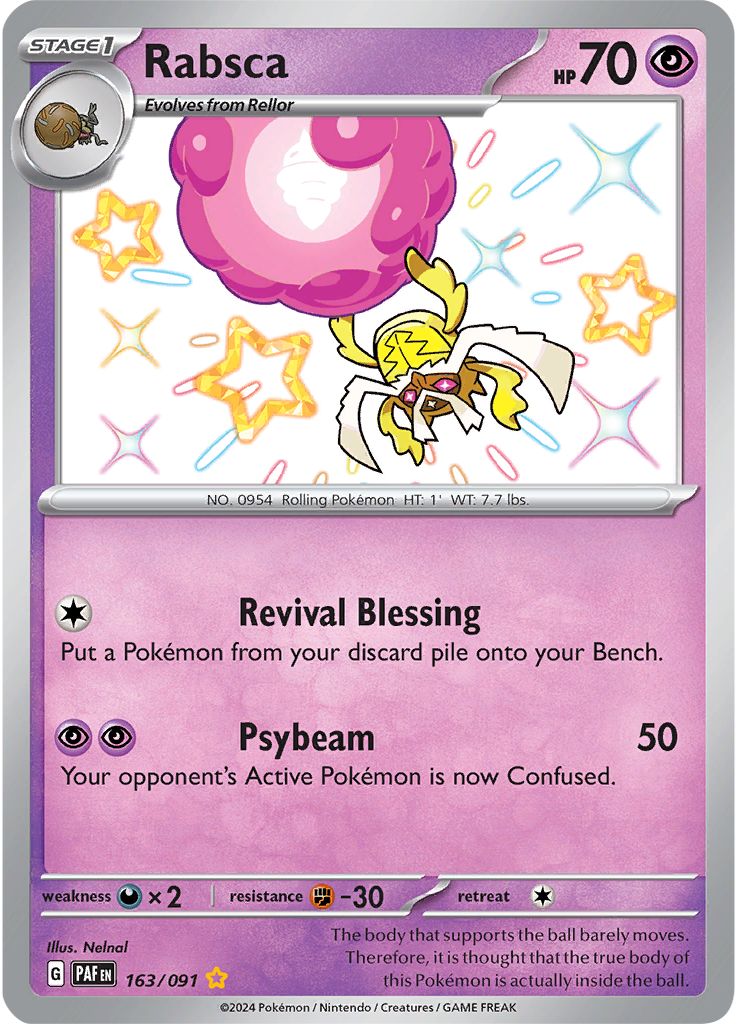 STAGE1
Rabsca
HP70
Evolves from Rellor
NO. 0954 Rolling Pokémon HT: 1' WT: 7.7 lbs.
Revival Blessing
Put a Pokémon from your discard pile onto your Bench.
Psybeam 50
Your opponent's Active Pokémon is now Confused.
weakness ×2 resistance -30 retreat
Illus. Nelnal
The body that supports the ball barely moves.
Therefore, it is thought that the true body of
this Pokémon is actually inside the ball.
G PAF EN 163/091
©2024 Pokémon / Nintendo / Creatures / GAME FREAK